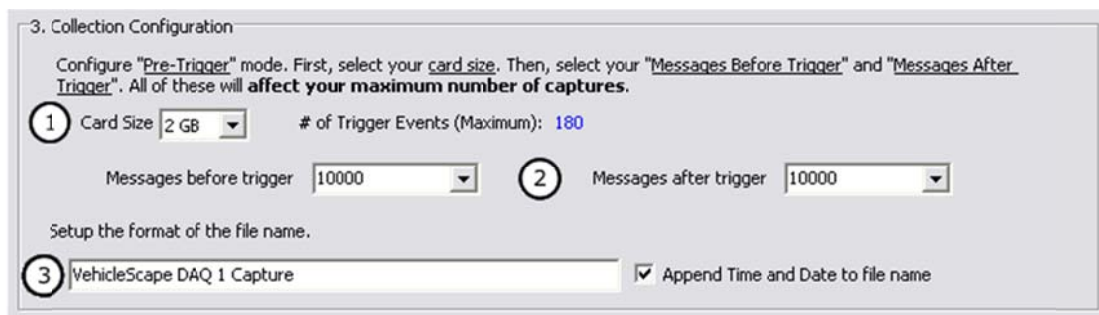 3. Collection Configuration
Configure "Pre-Trigger" mode. First, select your card size. Then, select your "Messages Before Trigger" and "Messages After
Trigger". All of these will affect your maximum number of captures.
1 Card Size 2 GB # of Trigger Events (Maximum): 180
Messages before trigger 10000 2 Messages after trigger 10000
Setup the format of the file name.
3 VehicleScape DAQ 1 Capture Append Time and Date to file name